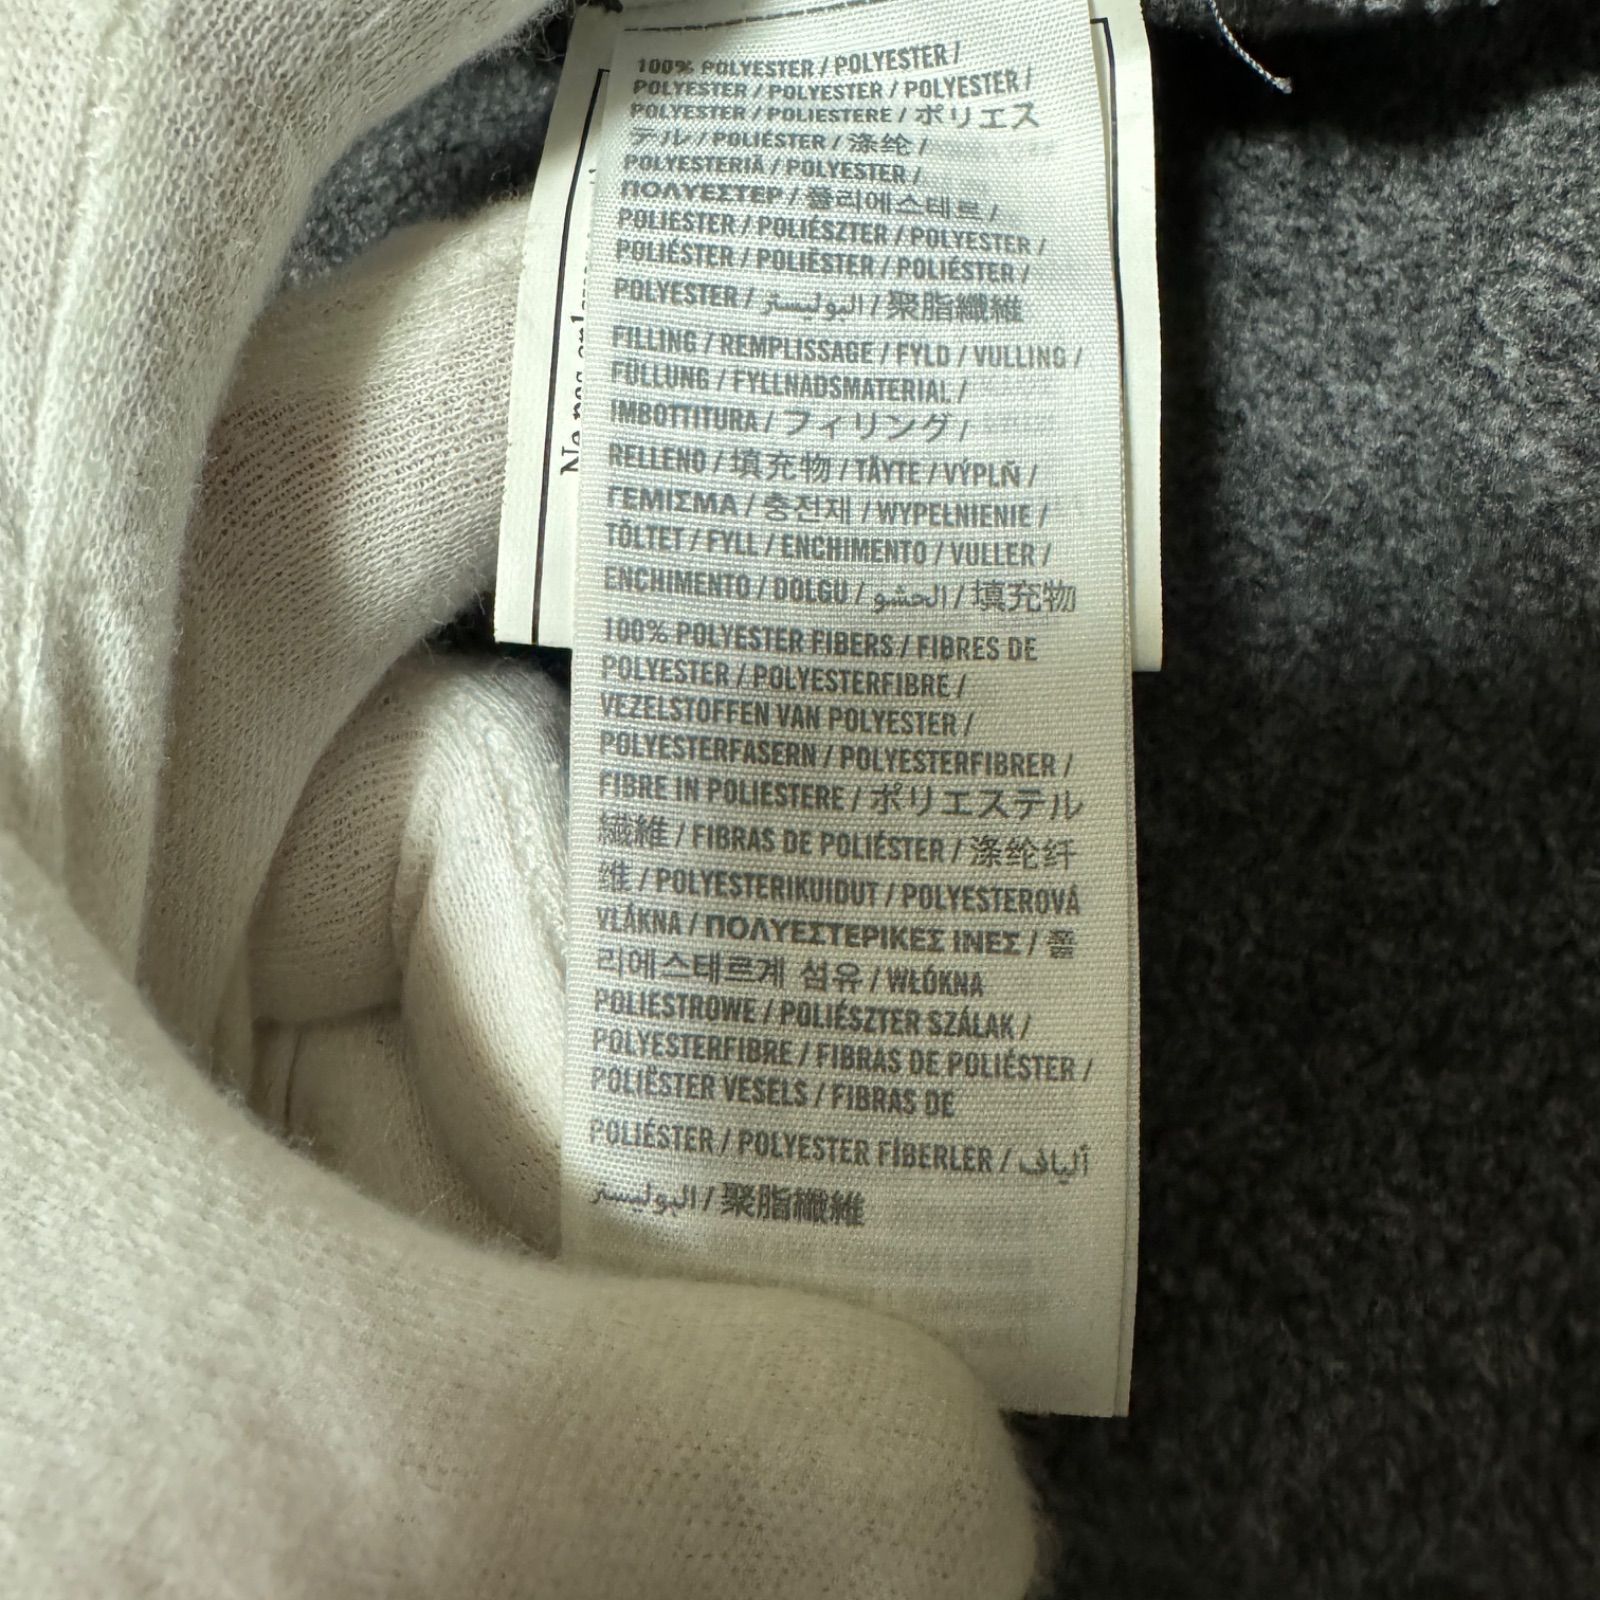 100% POLYESTER / POLYESTER /
POLYESTER / POLYESTER / POLYESTER /
POLYESTER / POLIESTERE / ポリエス
テル / POLIÉSTER / 涤纶 /
POLYESTERIÄ / POLYESTER /
ΠΟΛΥΕΣΤΕΡ / 폴리에스테르 /
POLIESTER / POLIÉSZTER / POLYESTER /
POLIÉSTER / POLIËSTER / POLIÉSTER /
POLYESTER / البوليستر / 聚脂纖維
FILLING / REMPLISSAGE / FYLD / VULLING /
FÜLLUNG / FYLLNADSMATERIAL /
IMBOTTITURA / フィリング /
RELLENO / 填充物 / TÄYTE / VÝPLŇ /
ΓΕΜΙΣΜΑ / 충전재 / WYPEŁNIENIE /
TÖLTET / FYLL / ENCHIMENTO / VULLER /
ENCHIMENTO / DOLGU / الحشو / 填充物
100% POLYESTER FIBERS / FIBRES DE
POLYESTER / POLYESTERFIBRE /
VEZELSTOFFEN VAN POLYESTER /
POLYESTERFASERN / POLYESTERFIBRER /
FIBRE IN POLIESTERE / ポリエステル
繊維 / FIBRAS DE POLIÉSTER / 涤纶纤
维 / POLYESTERIKUIDUT / POLYESTEROVÁ
VLÁKNA / ΠΟΛΥΕΣΤΕΡΙΚΕΣ ΙΝΕΣ / 폴
리에스테르계 섬유 / WŁÓKNA
POLIESTROWE / POLIÉSZTER SZÁLAK /
POLYESTERFIBRE / FIBRAS DE POLIÉSTER /
POLIËSTER VESELS / FIBRAS DE
POLIÉSTER / POLYESTER FİBERLER / ألياف
البوليستر / 聚脂纖維
Ne pas